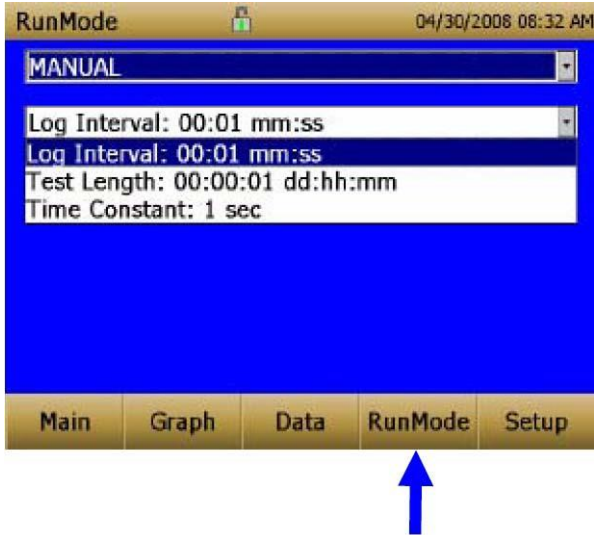 RunMode 04/30/2008 08:32 AM
MANUAL
Log Interval: 00:01 mm:ss
Log Interval: 00:01 mm:ss
Test Length: 00:00:01 dd:hh:mm
Time Constant: 1 sec
Main Graph Data RunMode Setup